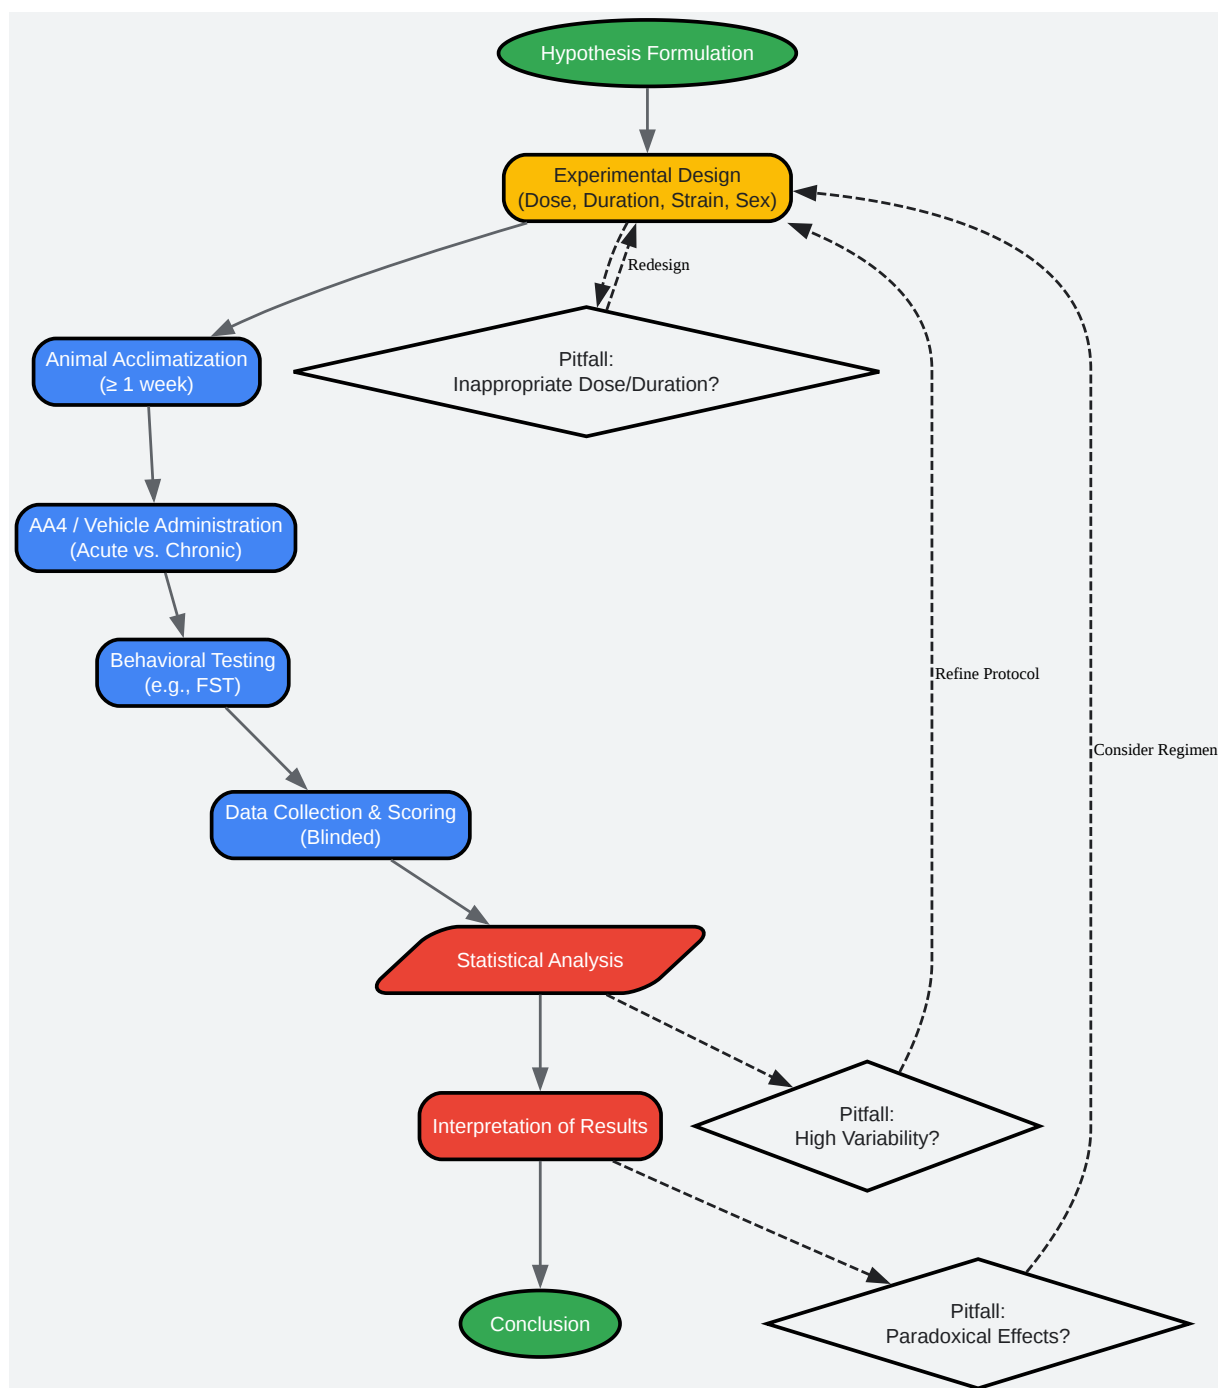 Hypothesis Formulation
Experimental Design
(Dose, Duration, Strain, Sex)
Redesign
Animal Acclimatization
(≥ 1 week)
Pitfall:
Inappropriate Dose/Duration?
AA4 / Vehicle Administration
(Acute vs. Chronic)
Behavioral Testing
(e.g., FST)
Refine Protocol
Consider Regimen
Data Collection & Scoring
(Blinded)
Statistical Analysis
Interpretation of Results
Pitfall:
High Variability?
Conclusion
Pitfall:
Paradoxical Effects?